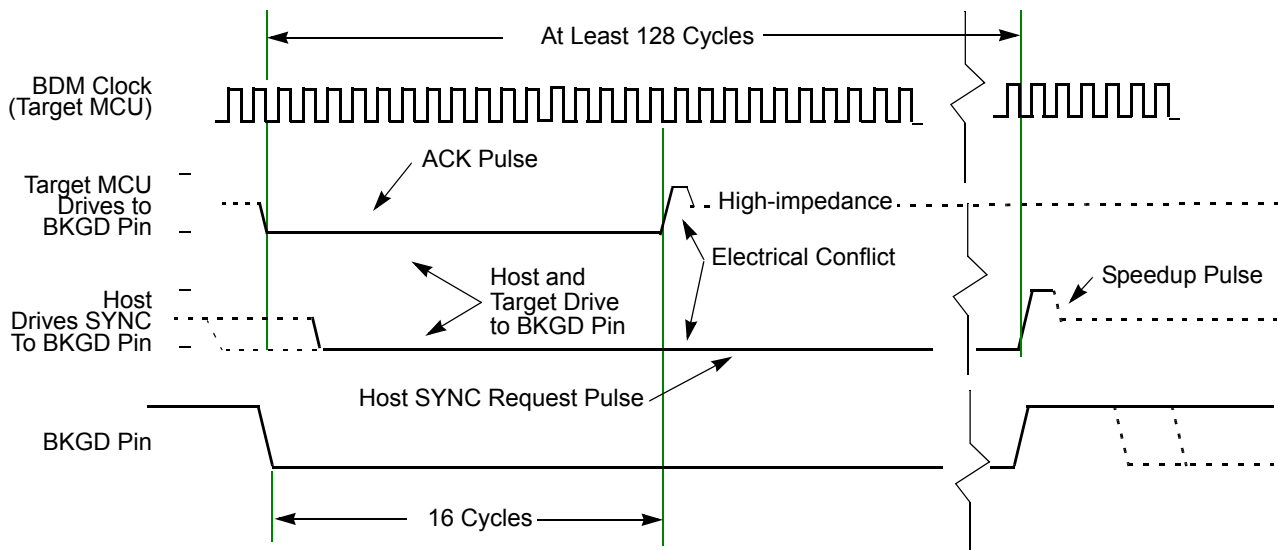 At Least 128 Cycles
BDM Clock
(Target MCU)
ACK Pulse
Target MCU
Drives to
BKGD Pin
High-impedance
Electrical Conflict
Host and
Target Drive
to BKGD Pin
Speedup Pulse
Host
Drives SYNC
To BKGD Pin
Host SYNC Request Pulse
BKGD Pin
16 Cycles